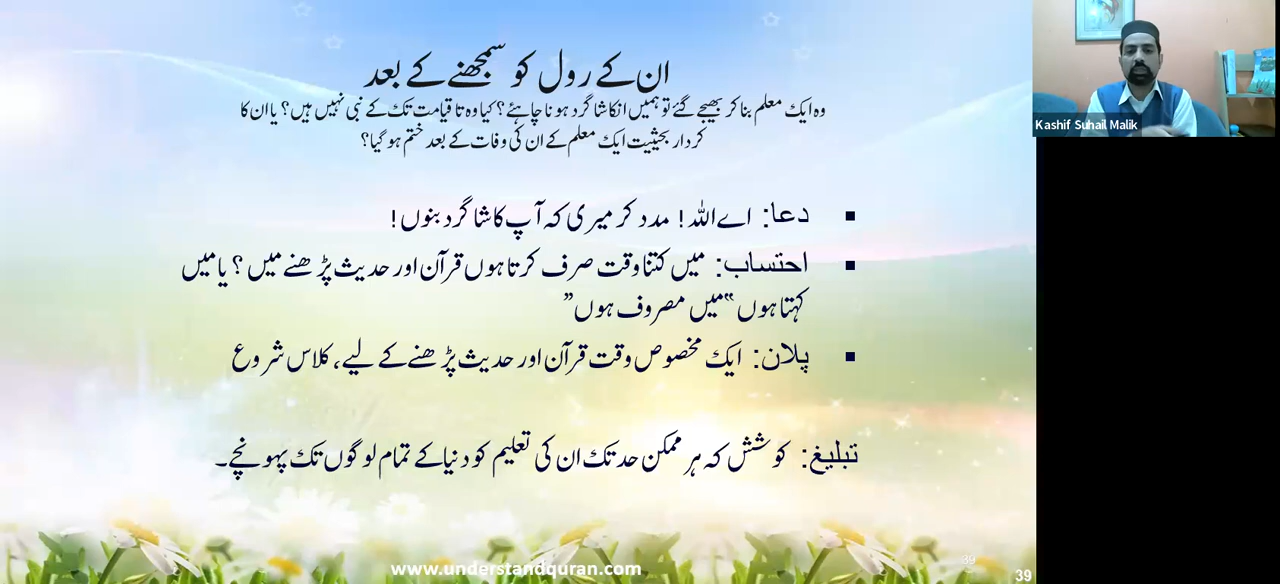 ان کے رول کو سمجھنے کے بعد
وہ ایک معلم بنا کر بھیجے گئے تو ہمیں انکا شاگرد ہونا چاہئے؟ کیا وہ تا قیامت تک کے نبی نہیں ہیں؟ یا ان کا
کردار بحیثیت ایک معلم کے ان کی وفات کے بعد ختم ہو گیا؟
▪ دعا: اے اللہ! مدد کر میری کہ آپ کا شاگرد بنوں!
▪ احتساب: میں کتنا وقت صرف کرتا ہوں قرآن اور حدیث پڑھنے میں؟ یا میں
کہتا ہوں “میں مصروف ہوں”
▪ پلان: ایک مخصوص وقت قرآن اور حدیث پڑھنے کے لیے، کلاس شروع
تبلیغ: کوشش کہ ہر ممکن حد تک ان کی تعلیم کو دنیا کے تمام لوگوں تک پہونچے۔
www.understandquran.com
39
39
Kashif Suhail Malik